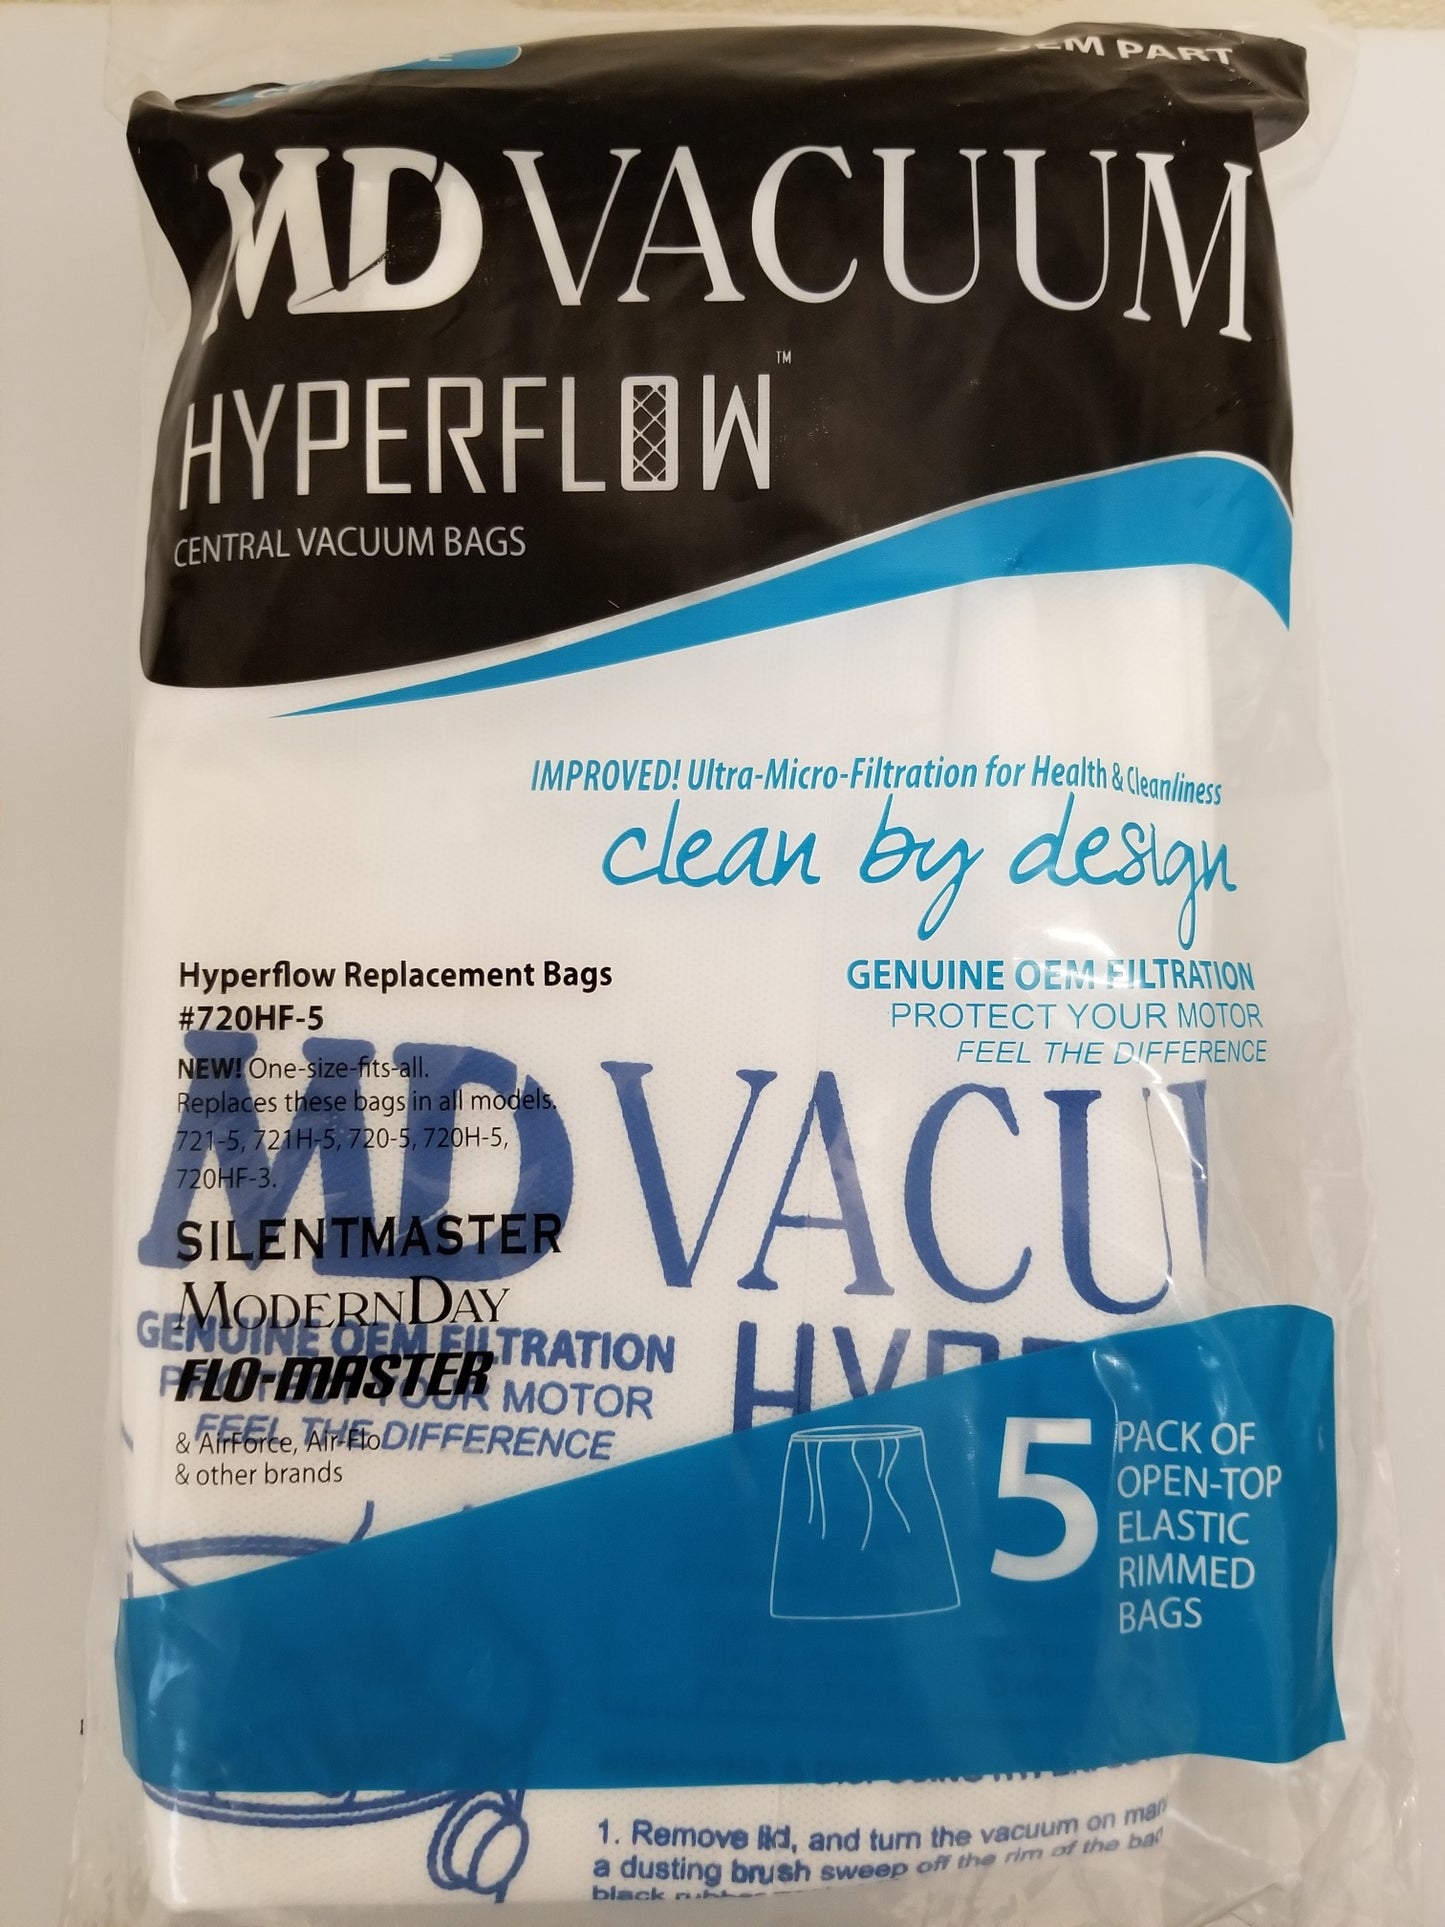 OEM PART
MD VACUUM
HYPERFLOW™
CENTRAL VACUUM BAGS
IMPROVED! Ultra-Micro-Filtration for Health & Cleanliness
clean by design
Hyperflow Replacement Bags
#720HF-5
GENUINE OEM FILTRATION
PROTECT YOUR MOTOR
FEEL THE DIFFERENCE
NEW! One-size-fits-all.
Replaces these bags in all models.
721-5, 721H-5, 720-5, 720H-5,
720HF-3.
MD VACU
SILENTMASTER
MODERNDAY
GENUINE OEM FILTRATION
HYPE
FLO-MASTER
PROTECT YOUR MOTOR
FEEL THE DIFFERENCE
& AirForce, Air-Flo
& other brands
5
PACK OF
OPEN-TOP
ELASTIC
RIMMED
BAGS
1. Remove lid, and turn the vacuum on
a dusting brush sweep off the rim of the bag
black